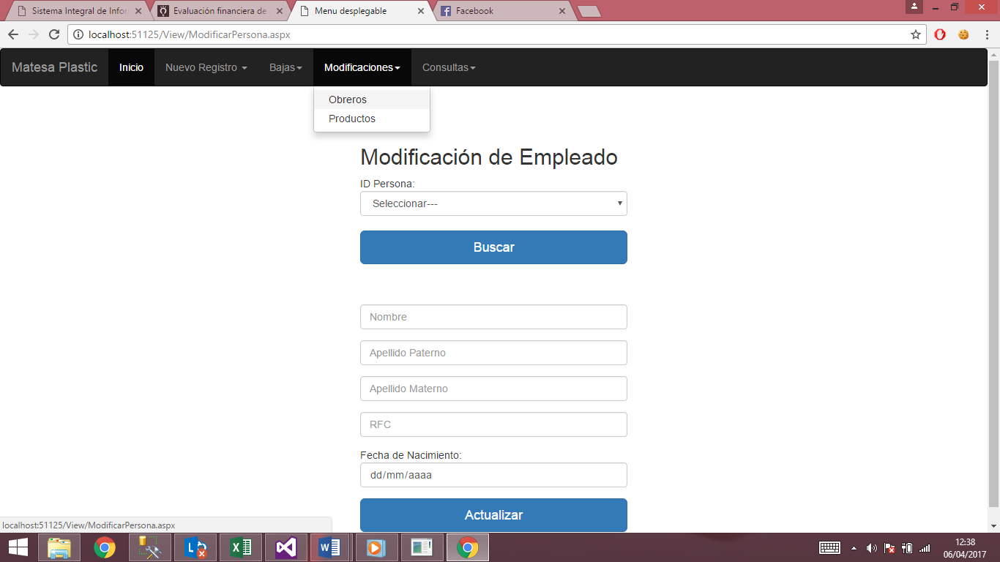 Sistema Integral de Infor
Evaluación financiera de
Menu desplegable
Facebook
localhost:51125/View/ModificarPersona.aspx
Matesa Plastic
Inicio
Nuevo Registro
Bajas
Modificaciones
Consultas
Obreros
Productos
Modificación de Empleado
ID Persona:
Seleccionar---
Buscar
Nombre
Apellido Paterno
Apellido Materno
RFC
Fecha de Nacimiento:
dd/mm/aaaa
Actualizar
localhost:51125/View/ModificarPersona.aspx
12:38
06/04/2017